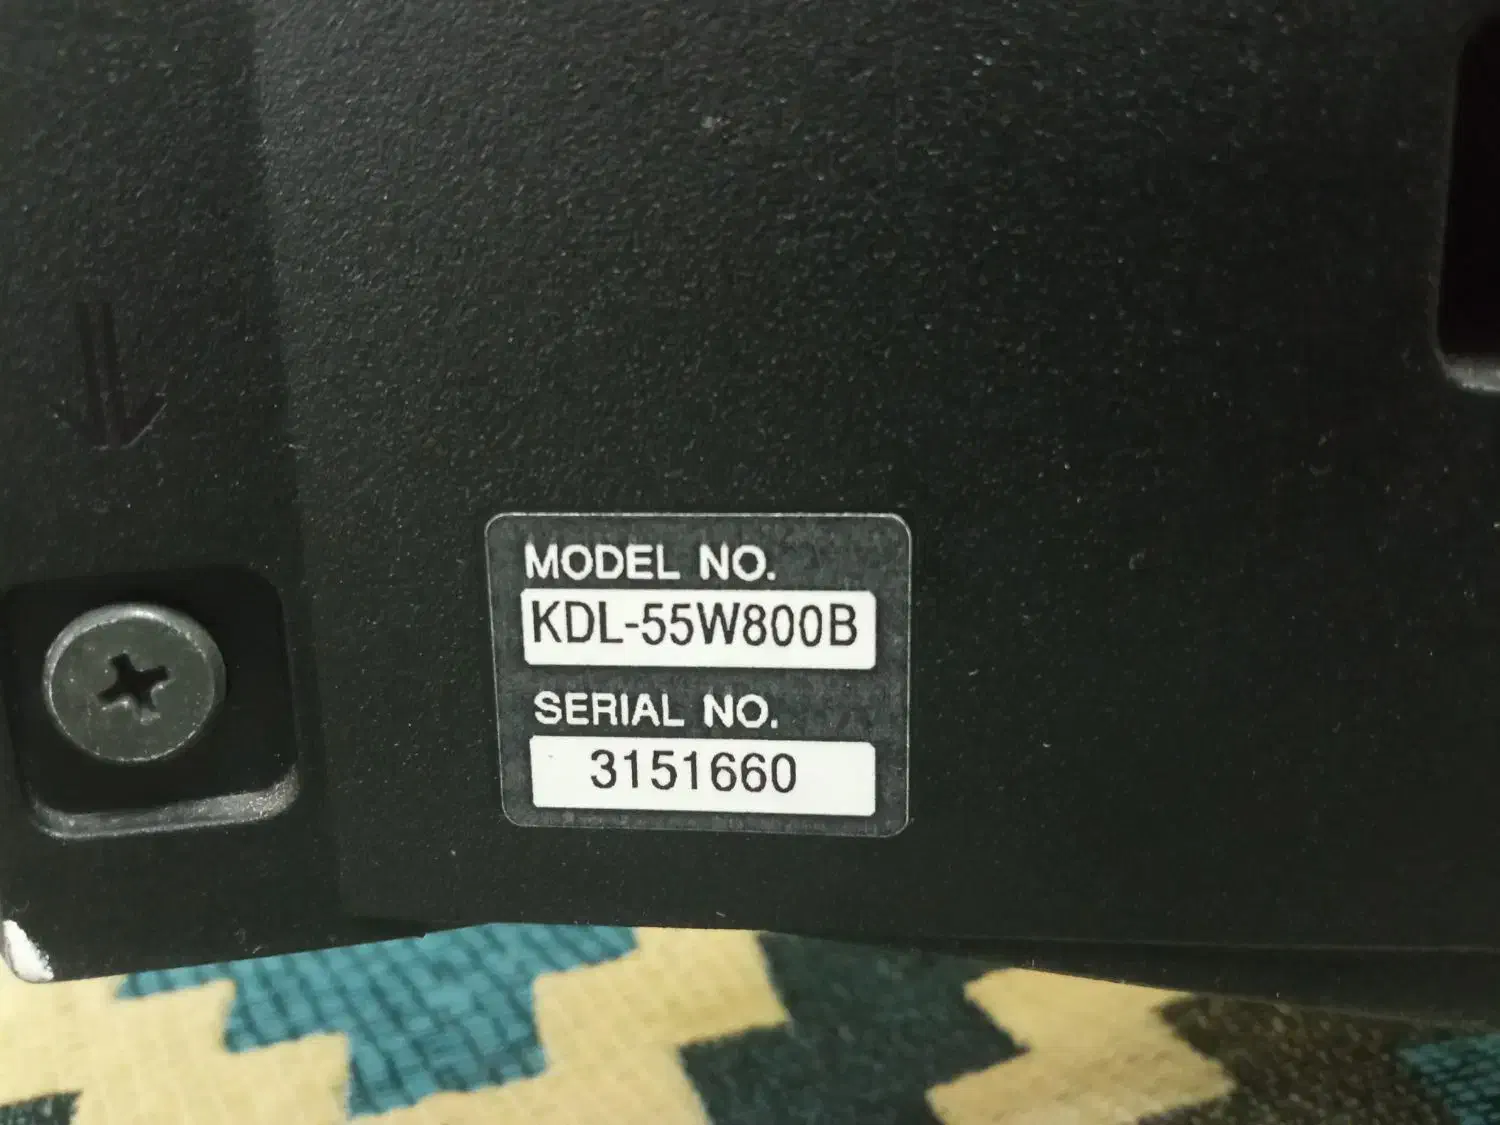 MODEL NO.
KDL-55W800B
SERIAL NO.
3151660